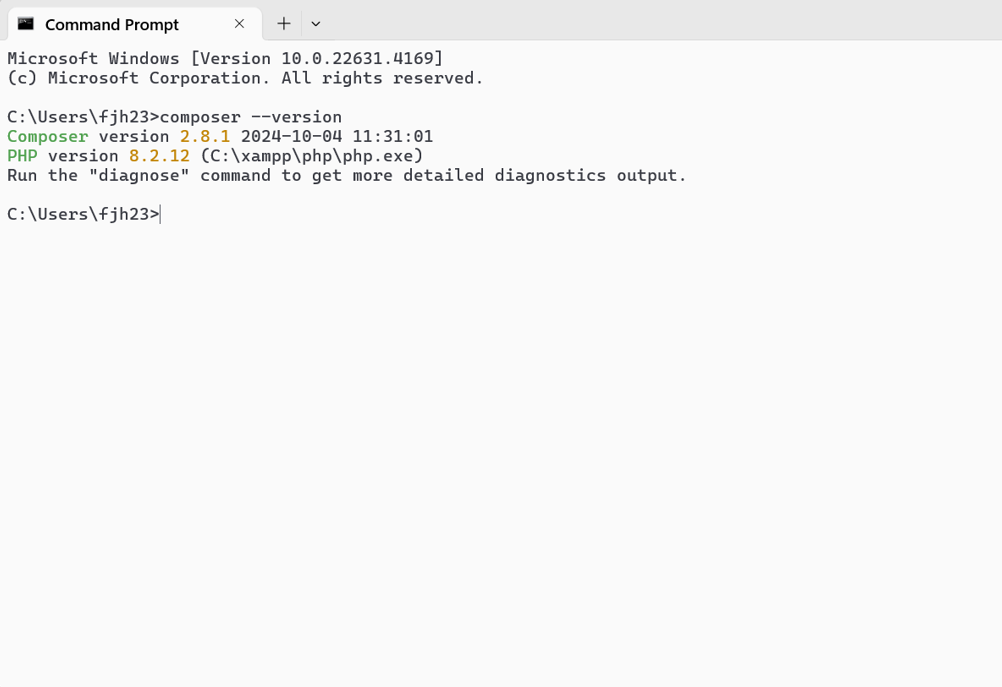 Command Prompt
Microsoft Windows [Version 10.0.22631.4169]
(c) Microsoft Corporation. All rights reserved.
C:\Users\fjh23>composer --version
Composer version 2.8.1 2024-10-04 11:31:01
PHP version 8.2.12 (C:\xampp\php\php.exe)
Run the "diagnose" command to get more detailed diagnostics output.
C:\Users\fjh23>